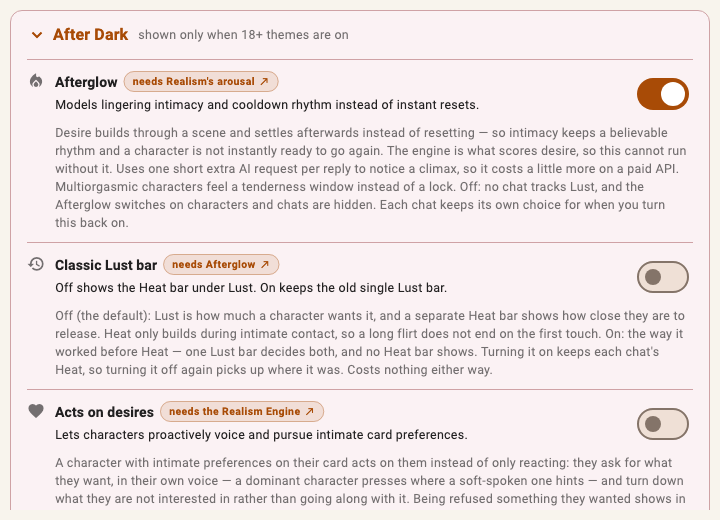 After Dark shown only when 18+ themes are on
Afterglow needs Realism's arousal ↗
Models lingering intimacy and cooldown rhythm instead of instant resets.
Desire builds through a scene and settles afterwards instead of resetting — so intimacy keeps a believable
rhythm and a character is not instantly ready to go again. The engine is what scores desire, so this cannot run
without it. Uses one short extra AI request per reply to notice a climax, so it costs a little more on a paid API.
Multiorgasmic characters feel a tenderness window instead of a lock. Off: no chat tracks Lust, and the
Afterglow switches on characters and chats are hidden. Each chat keeps its own choice for when you turn
this back on.
Classic Lust bar needs Afterglow ↗
Off shows the Heat bar under Lust. On keeps the old single Lust bar.
Off (the default): Lust is how much a character wants it, and a separate Heat bar shows how close they are to
release. Heat only builds during intimate contact, so a long flirt does not end on the first touch. On: the way it
worked before Heat — one Lust bar decides both, and no Heat bar shows. Turning it on keeps each chat's
Heat, so turning it off again picks up where it was. Costs nothing either way.
Acts on desires needs the Realism Engine ↗
Lets characters proactively voice and pursue intimate card preferences.
A character with intimate preferences on their card acts on them instead of only reacting: they ask for what
they want, in their own voice — a dominant character presses where a soft-spoken one hints — and turn down
what they are not interested in rather than going along with it. Being refused something they wanted shows in